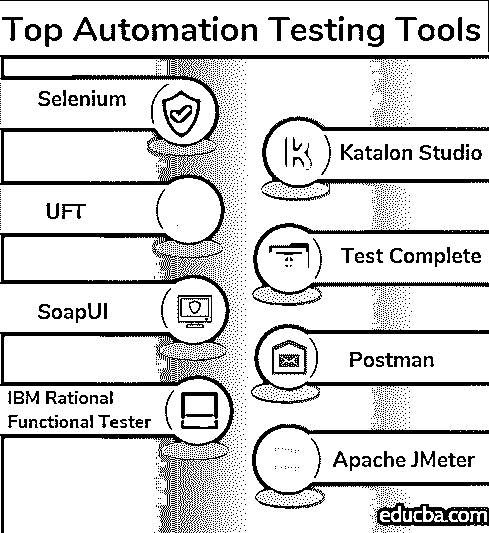 Top Automation Testing Tools
Selenium
Katalon Studio
UFT
Test Complete
SoapUI
Postman
IBM Rational
Functional Tester
Apache JMeter
educba.com